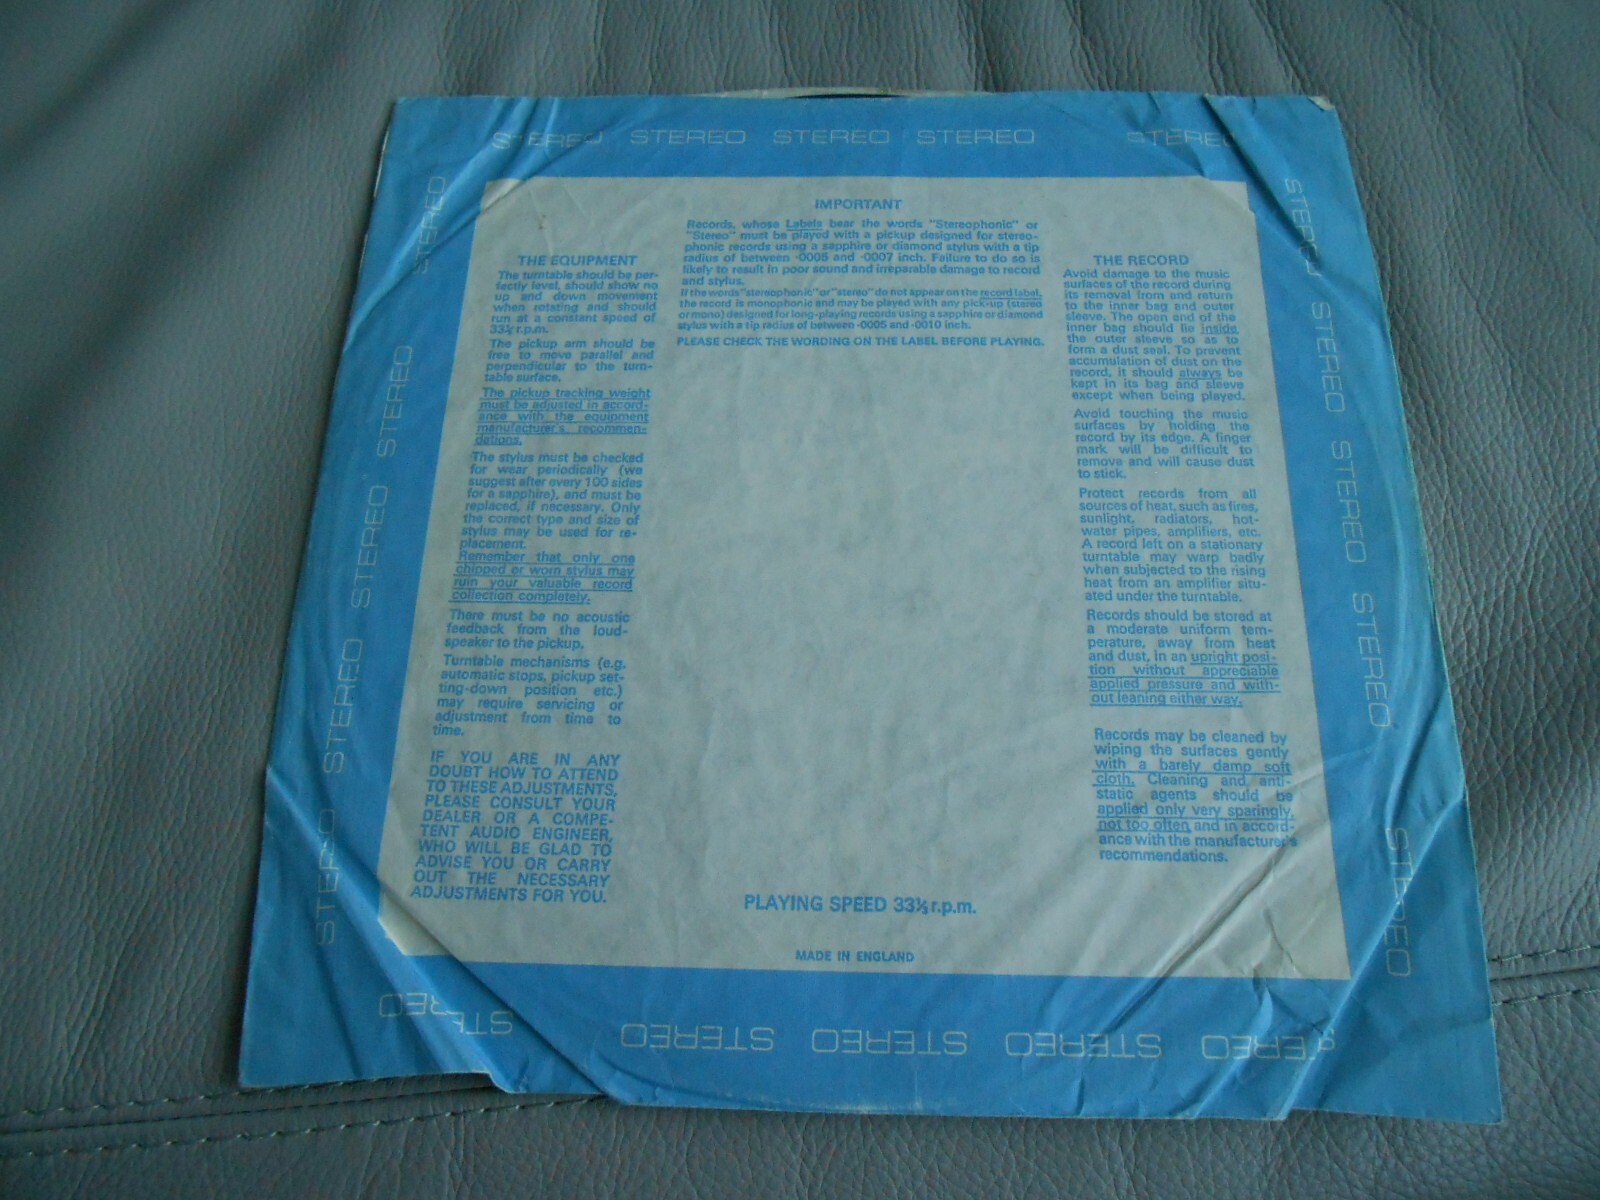 STEREO STEREO STEREO STEREO STEREO
IMPORTANT
Records, whose Labels bear the words "Stereophonic" or
"Stereo" must be played with a pickup designed for stereo-
phonic records using a sapphire or diamond stylus with a tip
radius of between ·0005 and ·0007 inch. Failure to do so is
likely to result in poor sound and irreparable damage to record
and stylus.
If the words "stereophonic" or "stereo" do not appear on the record label,
the record is monophonic and may be played with any pick-up (stereo
or mono) designed for long-playing records using a sapphire or diamond
stylus with a tip radius of between ·0005 and ·0010 inch.
PLEASE CHECK THE WORDING ON THE LABEL BEFORE PLAYING.
THE EQUIPMENT
The turntable should be per-
fectly level, should show no
up and down movement
when rotating and should
run at a constant speed of
33⅓ r.p.m.
The pickup arm should be
free to move parallel and
perpendicular to the turn-
table surface.
The pickup tracking weight
must be adjusted in accord-
ance with the equipment
manufacturer's recommen-
dations.
The stylus must be checked
for wear periodically (we
suggest after every 100 sides
for a sapphire), and must be
replaced, if necessary. Only
the correct type and size of
stylus may be used for re-
placement.
Remember that only one
chipped or worn stylus may
ruin your valuable record
collection completely.
There must be no acoustic
feedback from the loud-
speaker to the pickup.
Turntable mechanisms (e.g.
automatic stops, pickup set-
ting-down position etc.)
may require servicing or
adjustment from time to
time.
IF YOU ARE IN ANY
DOUBT HOW TO ATTEND
TO THESE ADJUSTMENTS,
PLEASE CONSULT YOUR
DEALER OR A COMPE-
TENT AUDIO ENGINEER,
WHO WILL BE GLAD TO
ADVISE YOU OR CARRY
OUT THE NECESSARY
ADJUSTMENTS FOR YOU.
THE RECORD
Avoid damage to the music
surfaces of the record during
its removal from and return
to the inner bag and outer
sleeve. The open end of the
inner bag should lie inside
the outer sleeve so as to
form a dust seal. To prevent
accumulation of dust on the
record, it should always be
kept in its bag and sleeve
except when being played.
Avoid touching the music
surfaces by holding the
record by its edge. A finger
mark will be difficult to
remove and will cause dust
to stick.
Protect records from all
sources of heat, such as fires,
sunlight, radiators, hot-
water pipes, amplifiers, etc.
A record left on a stationary
turntable may warp badly
when subjected to the rising
heat from an amplifier situ-
ated under the turntable.
Records should be stored at
a moderate uniform tem-
perature, away from heat
and dust, in an upright posi-
tion without appreciable
applied pressure and with-
out leaning either way.
Records may be cleaned by
wiping the surfaces gently
with a barely damp soft
cloth. Cleaning and anti-
static agents should be
applied only very sparingly,
not too often and in accord-
ance with the manufacturer's
recommendations.
PLAYING SPEED 33⅓ r.p.m.
MADE IN ENGLAND
STEREO STEREO STEREO STEREO STEREO
STEREO STEREO STEREO STEREO STEREO
STEREO STEREO STEREO STEREO STEREO